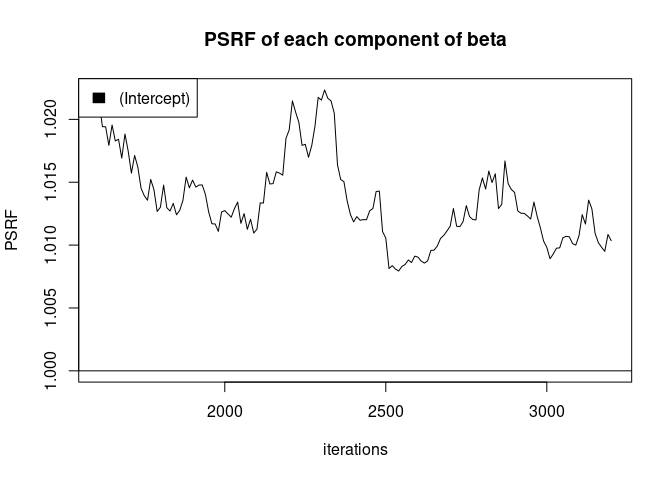 PSRF of each component of beta
(Intercept)
PSRF
1.020
1.015
1.010
1.005
1.000
2000 2500 3000
iterations